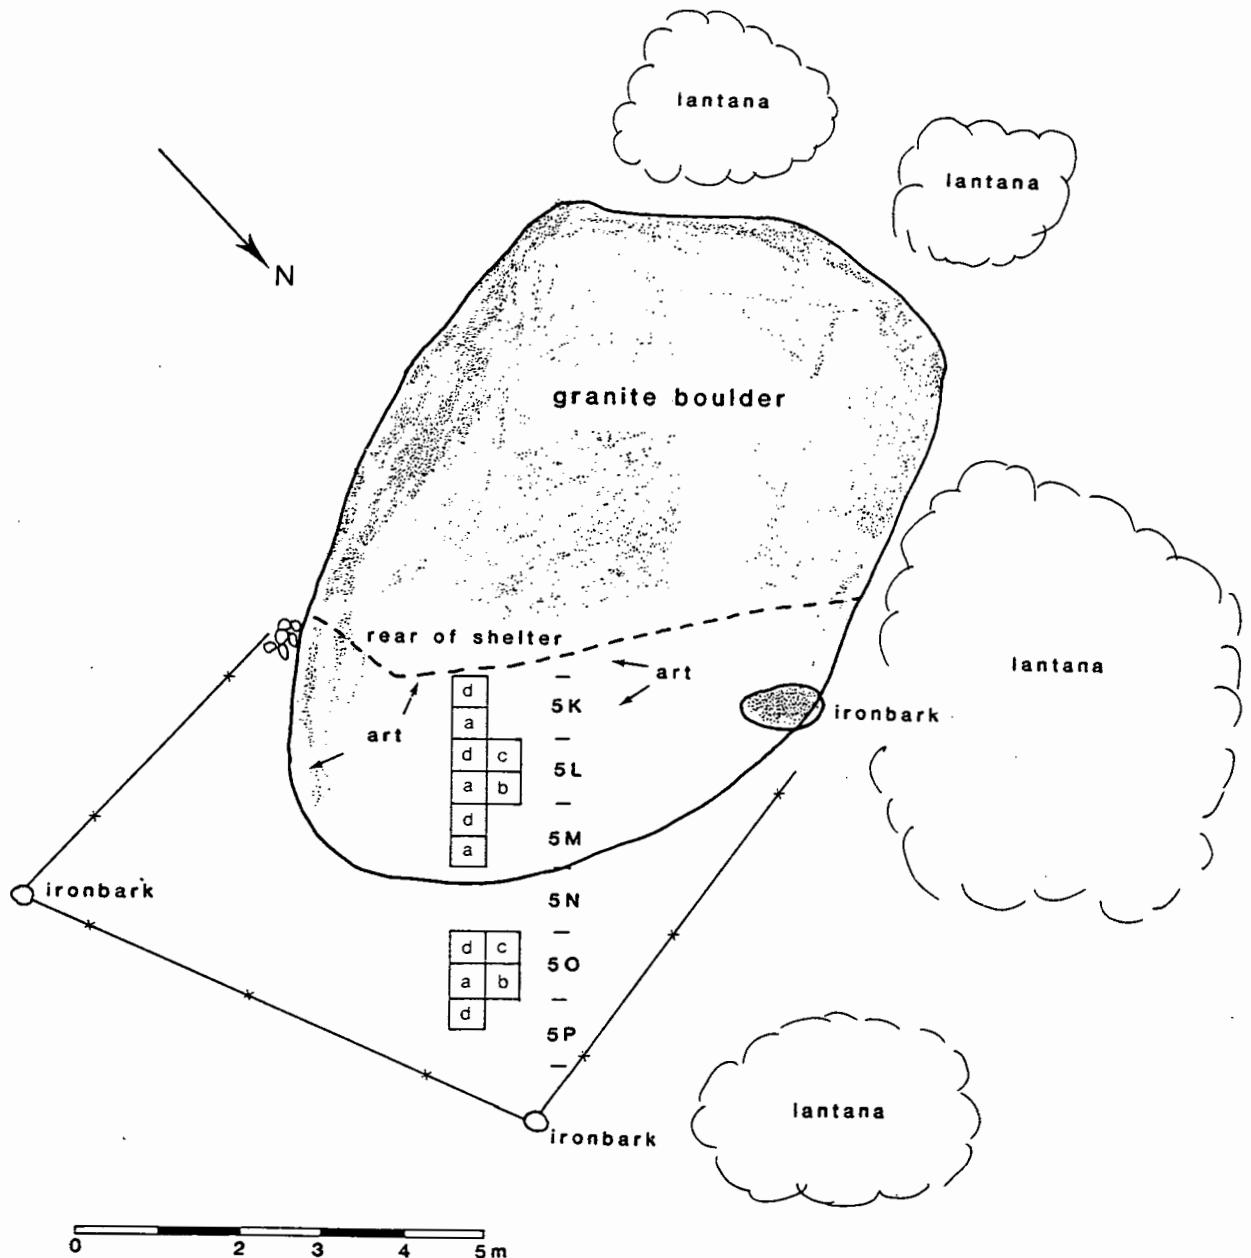 lantana
lantana
N
granite boulder
rear of shelter
art
lantana
d
5K
ironbark
a
art
d c
5L
a b
d
5M
a
ironbark
5N
d c
5O
a b
d
5P
lantana
ironbark
0 2 3 4 5m